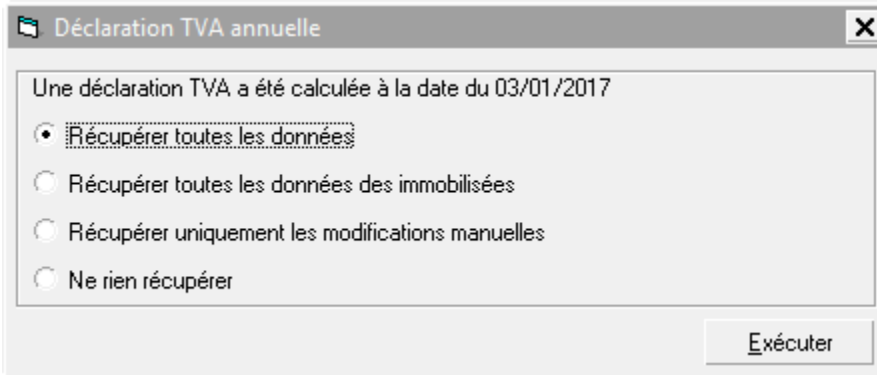 Déclaration TVA annuelle
Une déclaration TVA a été calculée à la date du 03/01/2017
Récupérer toutes les données
Récupérer toutes les données des immobilisées
Récupérer uniquement les modifications manuelles
Ne rien récupérer
Exécuter